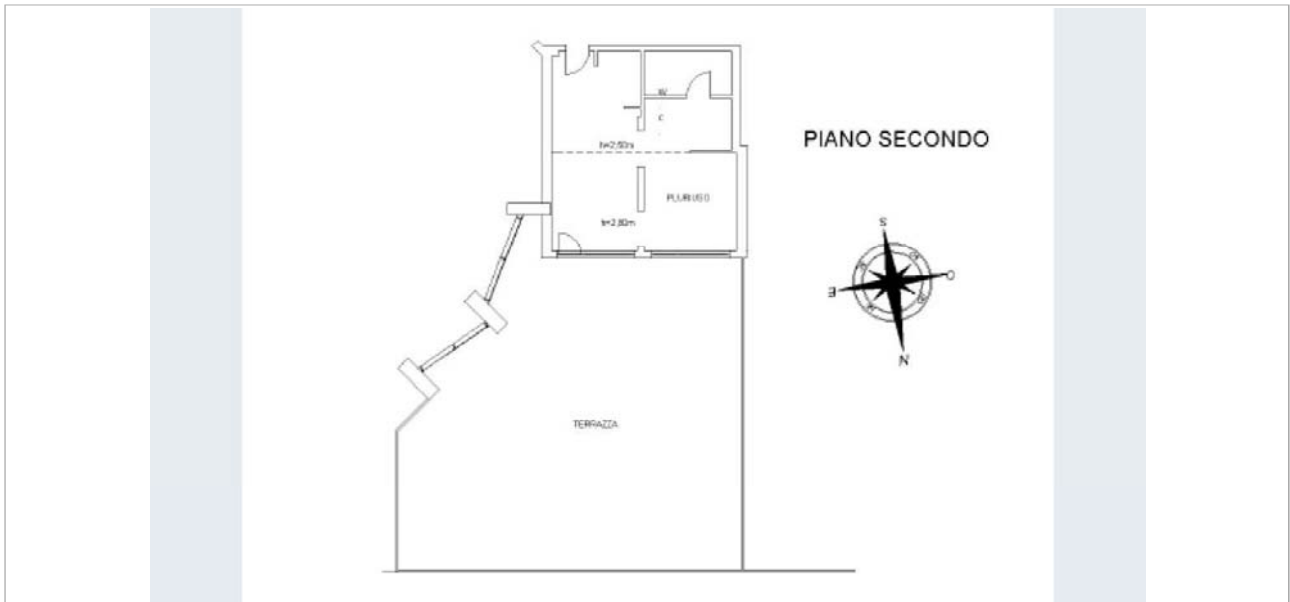 W
C
PIANO SECONDO
h=2,50m
PLURIUSO
h=2,80m
S
O
E
N
TERRAZZA